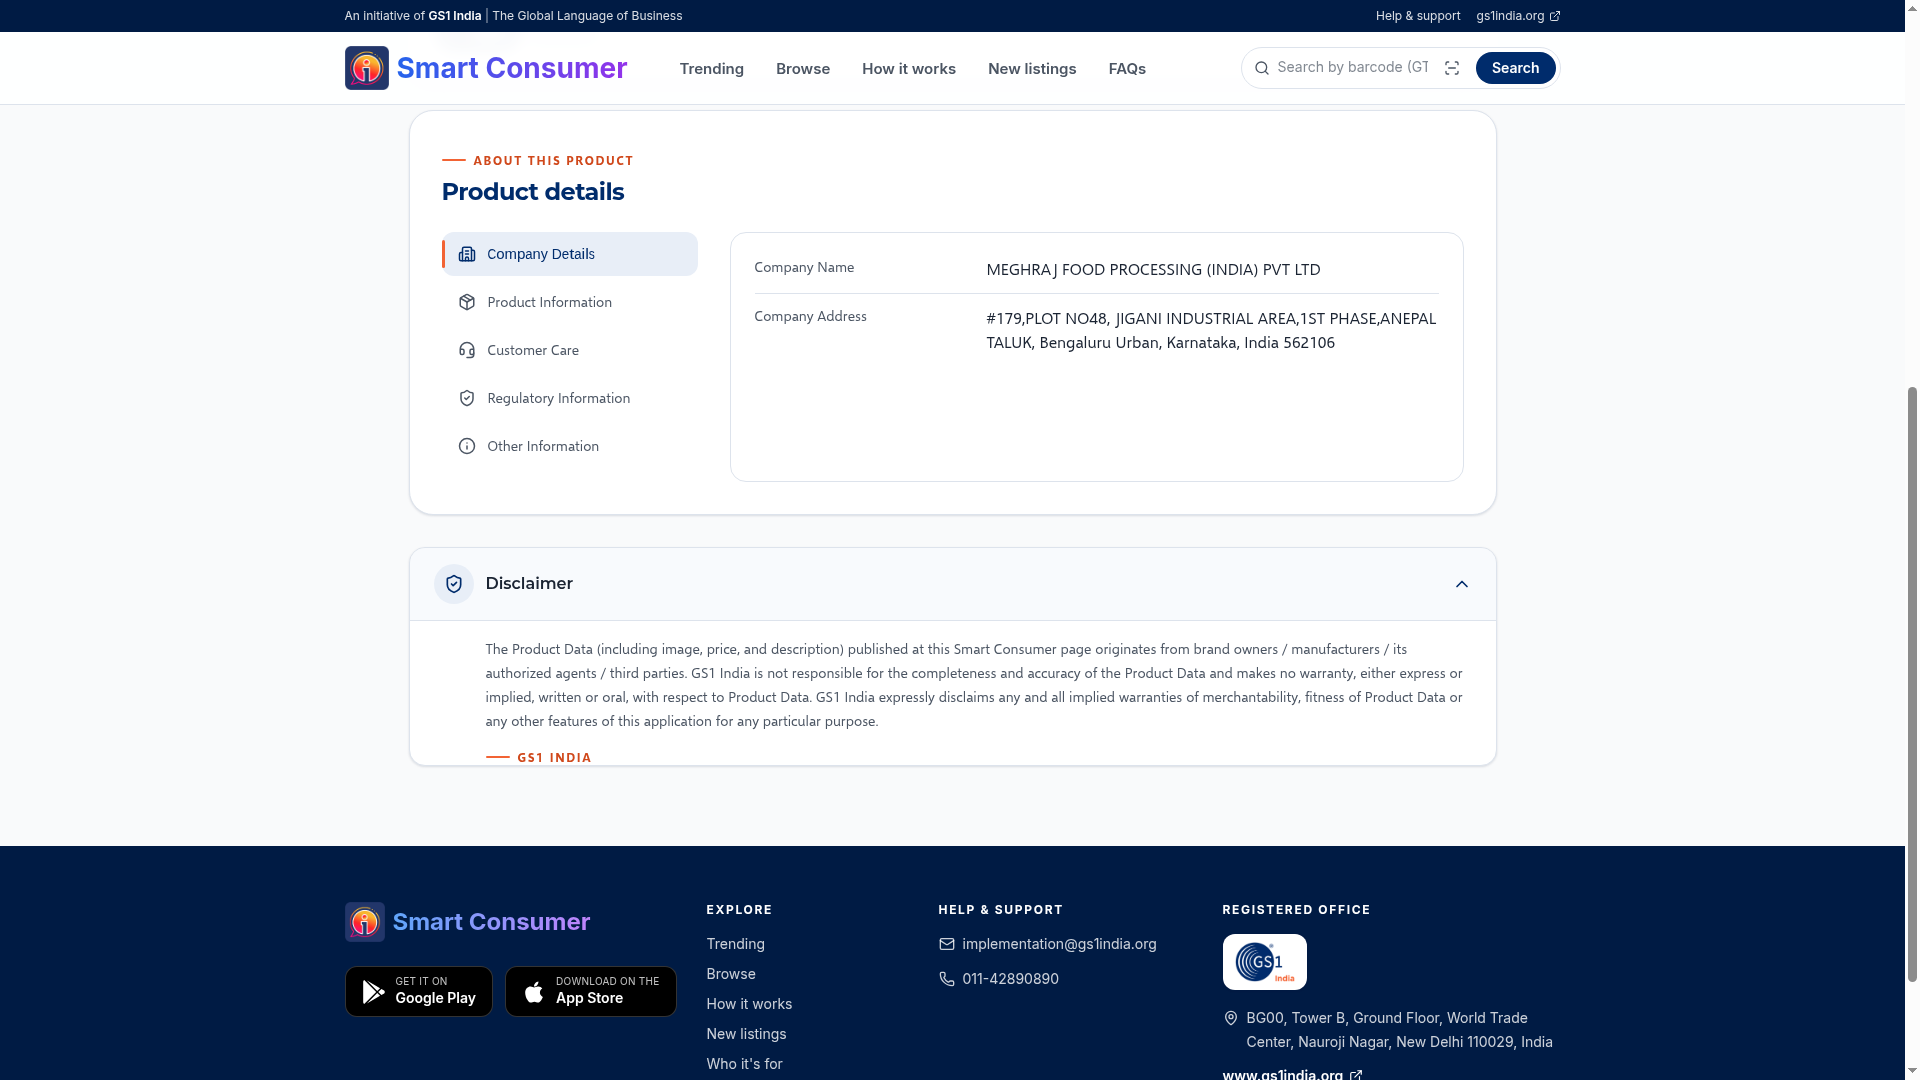 An initiative of GS1 India | The Global Language of Business
Help & support
gs1india.org
Smart Consumer
Trending
Browse
How it works
New listings
FAQs
Search by barcode (GT
Search
ABOUT THIS PRODUCT
Product details
Company Details
Product Information
Customer Care
Regulatory Information
Other Information
Company Name
MEGHRAJ FOOD PROCESSING (INDIA) PVT LTD
Company Address
#179,PLOT NO48, JIGANI INDUSTRIAL AREA,1ST PHASE,ANEPAL
TALUK, Bengaluru Urban, Karnataka, India 562106
Disclaimer
The Product Data (including image, price, and description) published at this Smart Consumer page originates from brand owners / manufacturers / its
authorized agents / third parties. GS1 India is not responsible for the completeness and accuracy of the Product Data and makes no warranty, either express or
implied, written or oral, with respect to Product Data. GS1 India expressly disclaims any and all implied warranties of merchantability, fitness of Product Data or
any other features of this application for any particular purpose.
GS1 INDIA
Smart Consumer
GET IT ON
Google Play
DOWNLOAD ON THE
App Store
EXPLORE
Trending
Browse
How it works
New listings
Who it's for
HELP & SUPPORT
implementation@gs1india.org
011-42890890
REGISTERED OFFICE
GS1
India
BG00, Tower B, Ground Floor, World Trade
Center, Nauroji Nagar, New Delhi 110029, India
www.gs1india.org